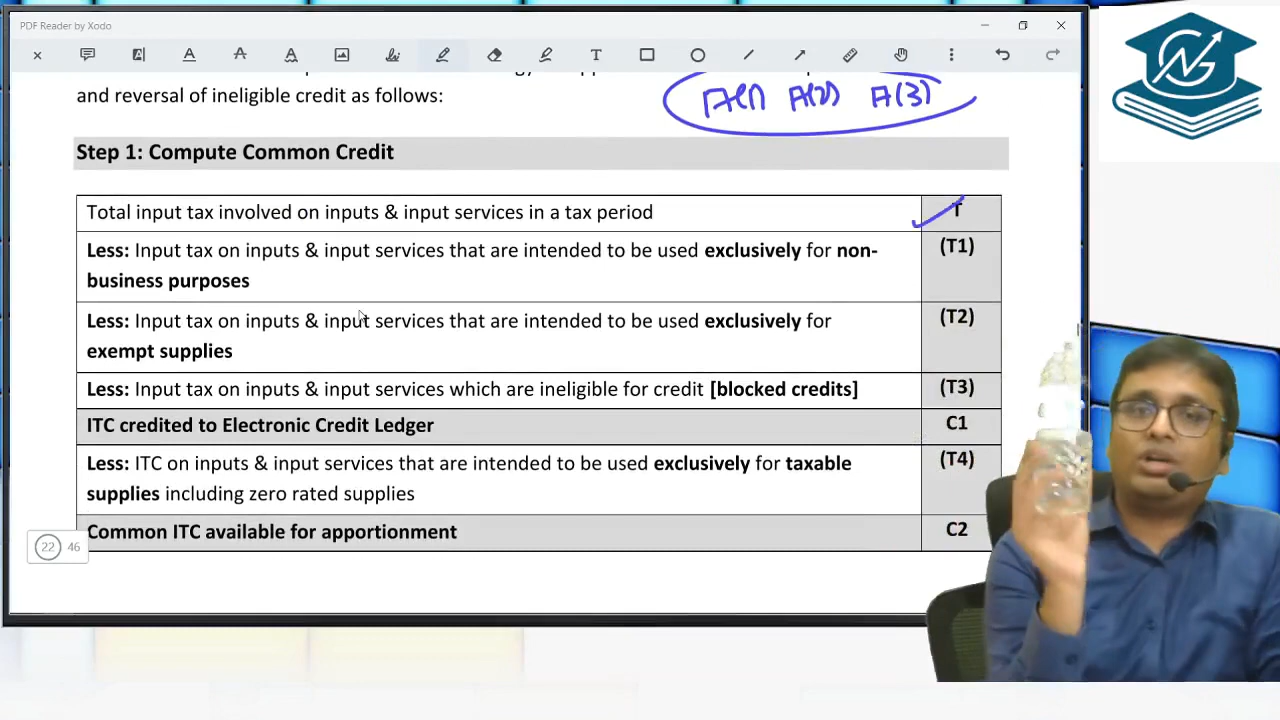 PDF Reader by Xodo
and reversal of ineligible credit as follows:
A(1) A(2) A(3)
Step 1: Compute Common Credit
Total input tax involved on inputs & input services in a tax period T
Less: Input tax on inputs & input services that are intended to be used exclusively for non- (T1)
business purposes
Less: Input tax on inputs & input services that are intended to be used exclusively for (T2)
exempt supplies
Less: Input tax on inputs & input services which are ineligible for credit [blocked credits] (T3)
ITC credited to Electronic Credit Ledger C1
Less: ITC on inputs & input services that are intended to be used exclusively for taxable (T4)
supplies including zero rated supplies
Common ITC available for apportionment C2
22 46